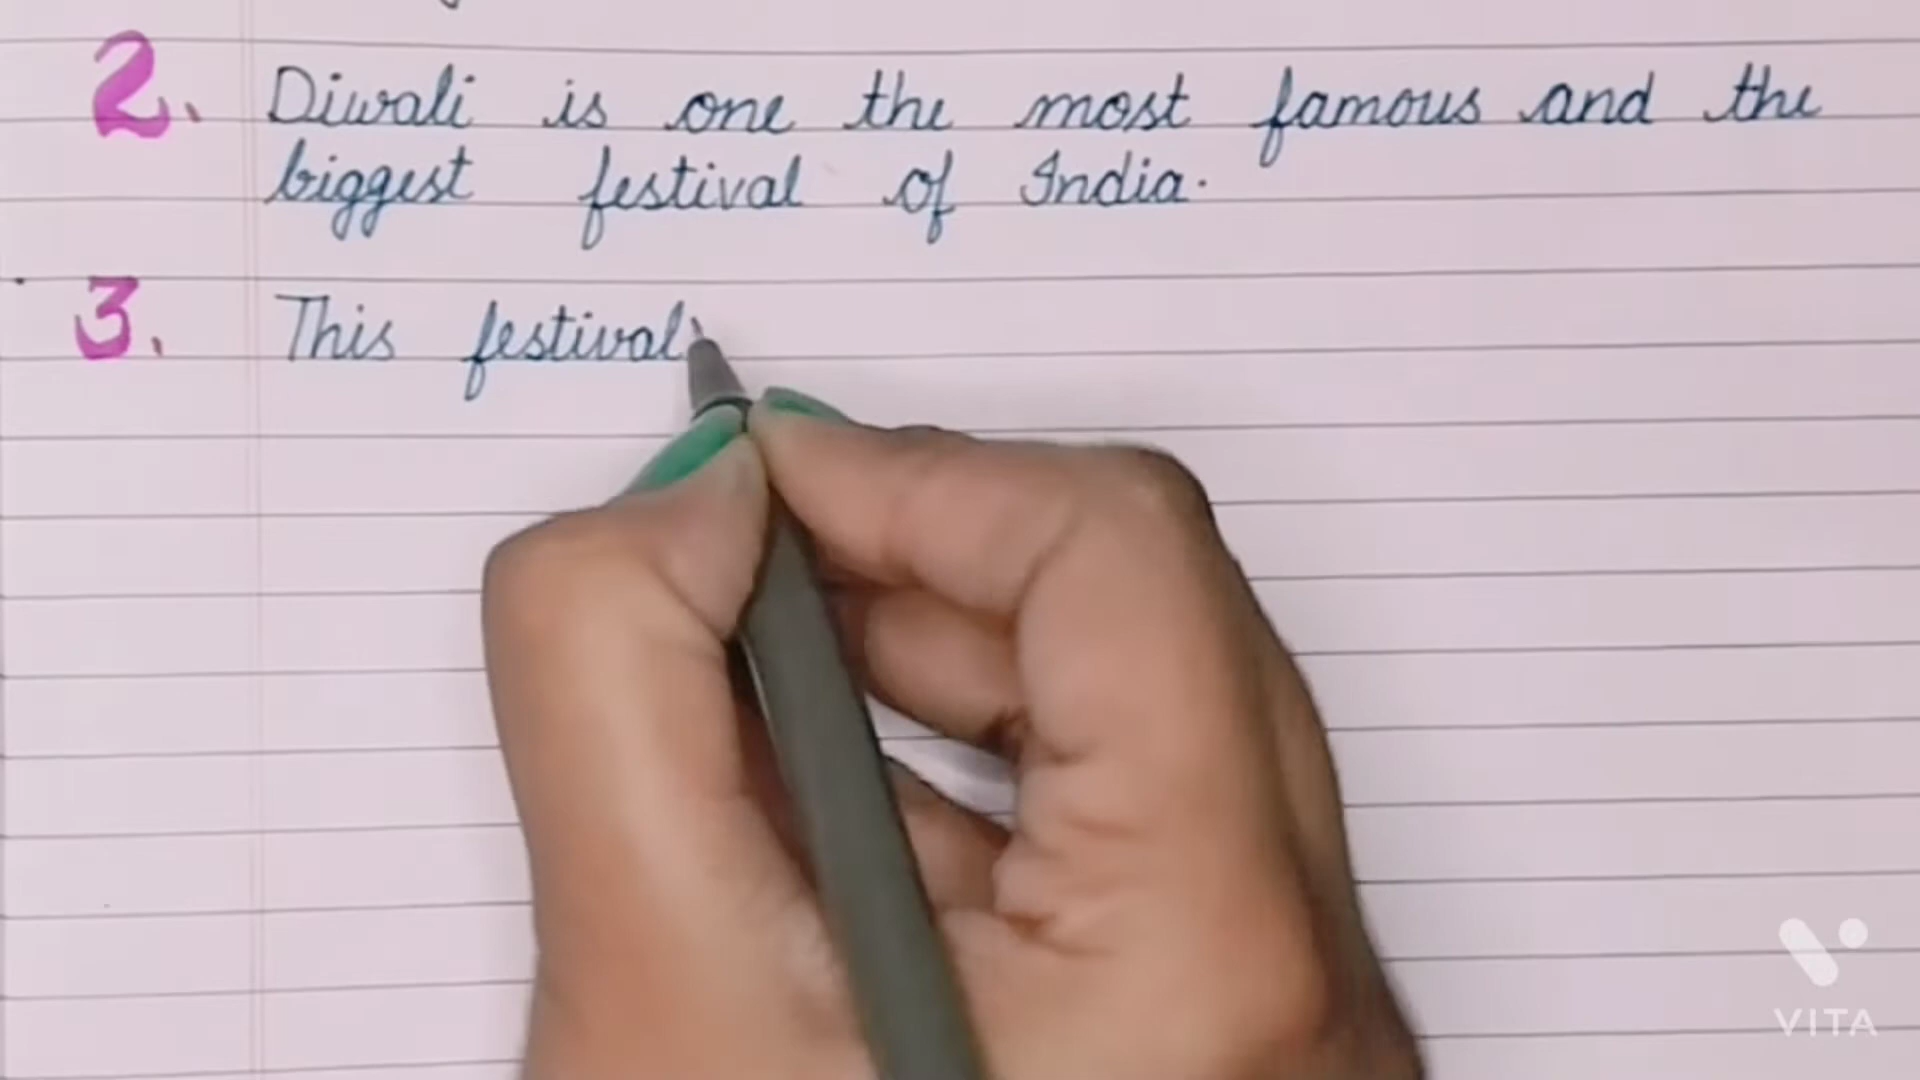 2. Diwali is one the most famous and the
biggest festival of India.
3. This festival
VITA